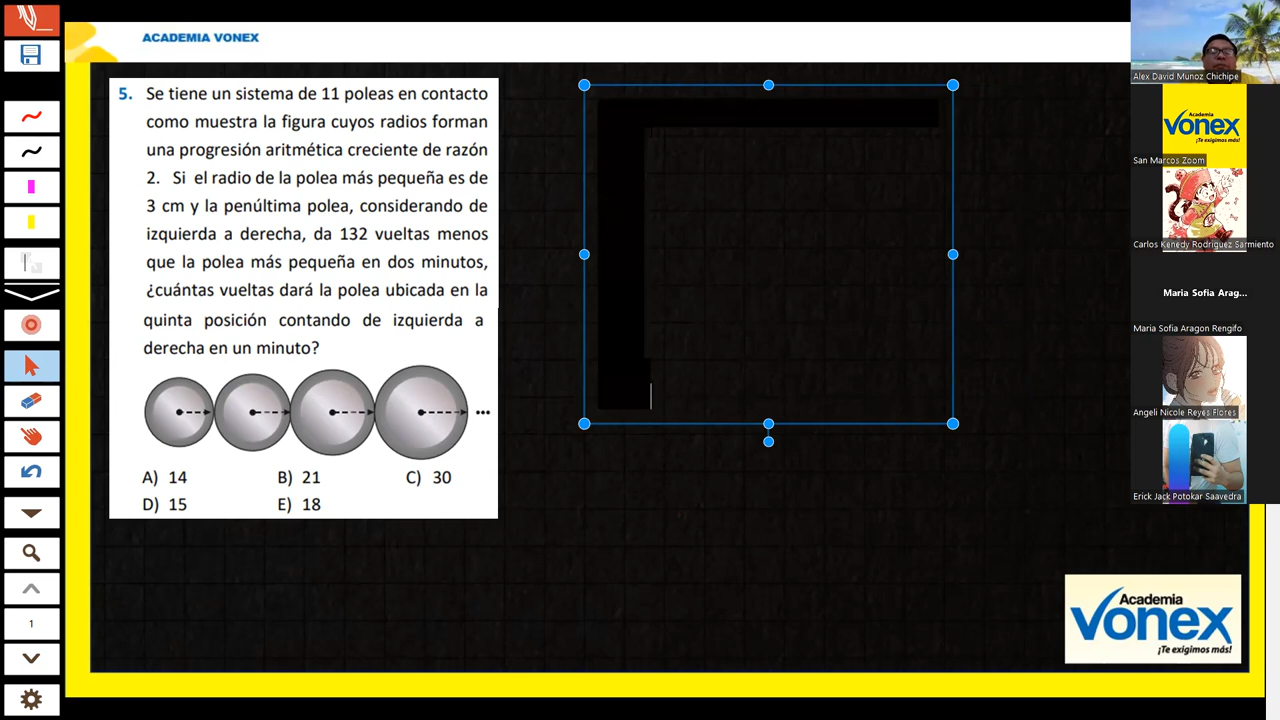 ACADEMIA VONEX
5. Se tiene un sistema de 11 poleas en contacto
como muestra la figura cuyos radios forman
una progresión aritmética creciente de razón
2. Si el radio de la polea más pequeña es de
3 cm y la penúltima polea, considerando de
izquierda a derecha, da 132 vueltas menos
que la polea más pequeña en dos minutos,
¿cuántas vueltas dará la polea ubicada en la
quinta posición contando de izquierda a
derecha en un minuto?
...
A) 14 B) 21 C) 30
D) 15 E) 18
1
Alex David Munoz Chichipe
Academia
Vonex
¡Te exigimos más!
San Marcos Zoom
Carlos Kenedy Rodriguez Sarmiento
Maria Sofia Arag...
Maria Sofia Aragon Rengifo
Angeli Nicole Reyes Flores
Erick Jack Potokar Saavedra
Academia
Vonex
¡Te exigimos más!